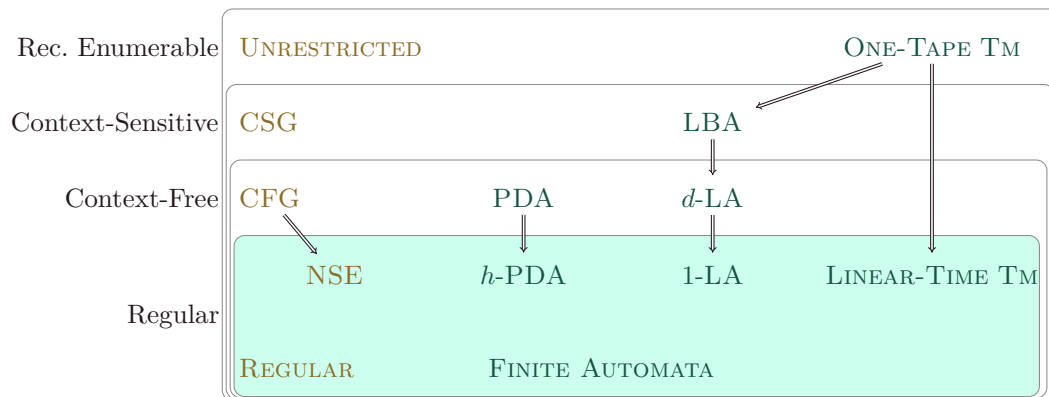 Rec. Enumerable UNRESTRICTED ONE-TAPE TM
Context-Sensitive CSG LBA
Context-Free CFG PDA d-LA
NSE h-PDA 1-LA LINEAR-TIME TM
Regular
REGULAR FINITE AUTOMATA